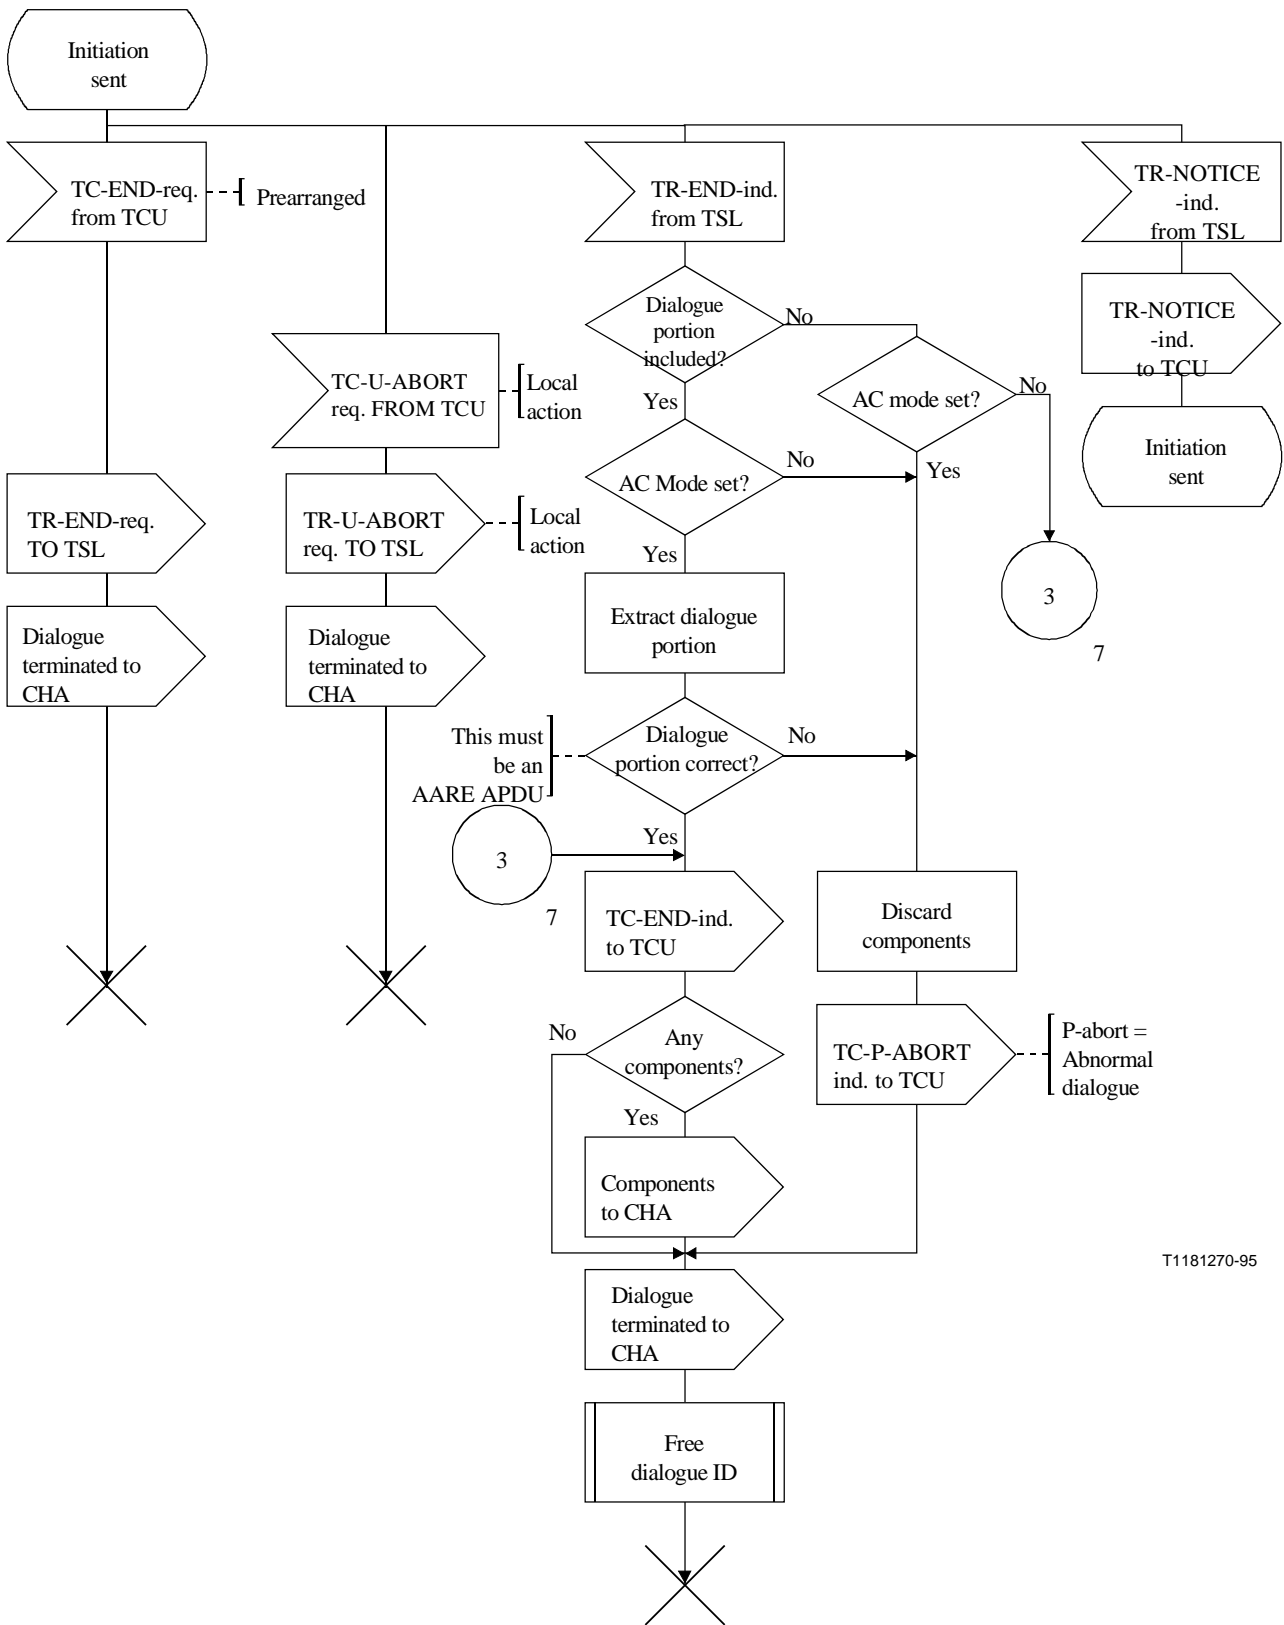 Initiation
sent
TC-END-req.
from TCU
Prearranged
TR-END-ind.
from TSL
TR-NOTICE
-ind.
from TSL
Dialogue
portion
included?
No
TR-NOTICE
-ind.
to TCU
TC-U-ABORT
req. FROM TCU
Local
action
Yes
AC mode set?
No
Initiation
sent
AC Mode set?
No
Yes
TR-END-req.
TO TSL
TR-U-ABORT
req. TO TSL
Local
action
Yes
Extract dialogue
portion
3
7
Dialogue
terminated to
CHA
Dialogue
terminated to
CHA
This must
be an
AARE APDU
Dialogue
portion correct?
No
Yes
3
7
TC-END-ind.
to TCU
Discard
components
No
Any
components?
Yes
TC-P-ABORT
ind. to TCU
P-abort =
Abnormal
dialogue
Components
to CHA
T1181270-95
Dialogue
terminated to
CHA
Free
dialogue ID